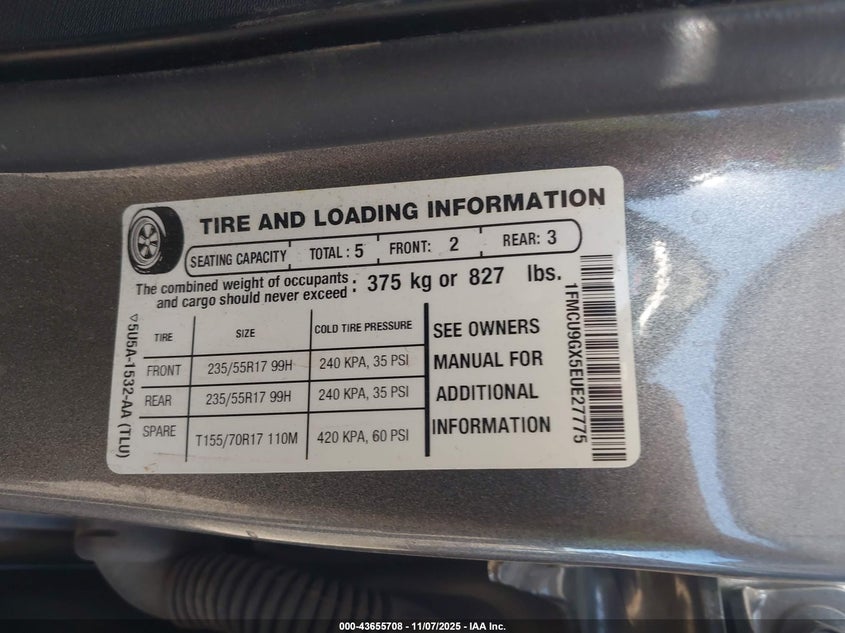 TIRE AND LOADING INFORMATION
SEATING CAPACITY TOTAL : 5 FRONT: 2 REAR: 3
The combined weight of occupants and cargo should never exceed : 375 kg or 827 lbs.
TIRE SIZE COLD TIRE PRESSURE
FRONT 235/55R17 99H 240 KPA, 35 PSI
REAR 235/55R17 99H 240 KPA, 35 PSI
SPARE T155/70R17 110M 420 KPA, 60 PSI
SEE OWNERS
MANUAL FOR
ADDITIONAL
INFORMATION
5U5A-1532-AA (TLU)
1FMCU9GX5EUE27775
000-43655708 - 11/07/2025 - IAA Inc.